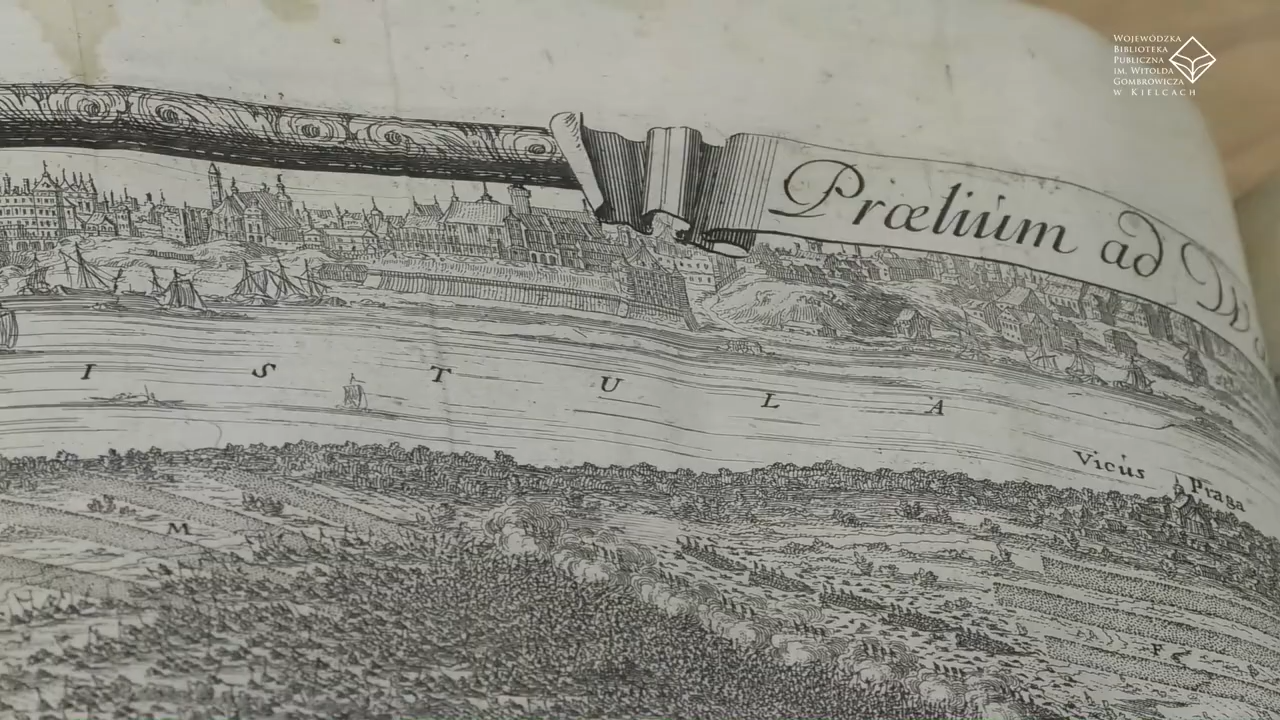 WOJEWÓDZKA
BIBLIOTEKA
PUBLICZNA
IM. WITOLDA
GOMBROWICZA
W KIELCACH
Prœlium ad
I S T U L A
Vicus Praga
M
F